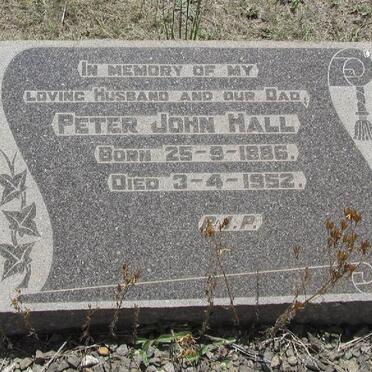 IN MEMORY OF MY
LOVING HUSBAND AND OUR DAD,
PETER JOHN HALL
BORN 25-9-1886.
DIED 3-4-1952.
R.I.P.